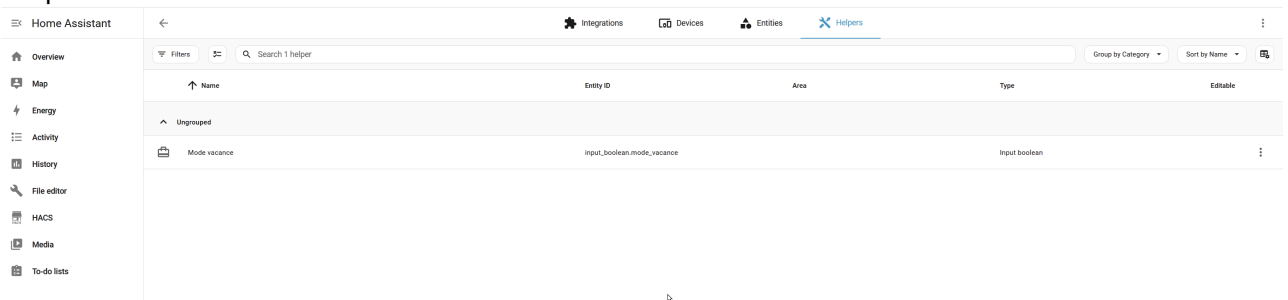 Home Assistant
Integrations
Devices
Entities
Helpers
Overview
Map
Energy
Activity
History
File editor
HACS
Media
To-do lists
Filters
Search 1 helper
Group by Category
Sort by Name
Name
Entity ID
Area
Type
Editable
Ungrouped
Mode vacance
input_boolean.mode_vacance
Input boolean